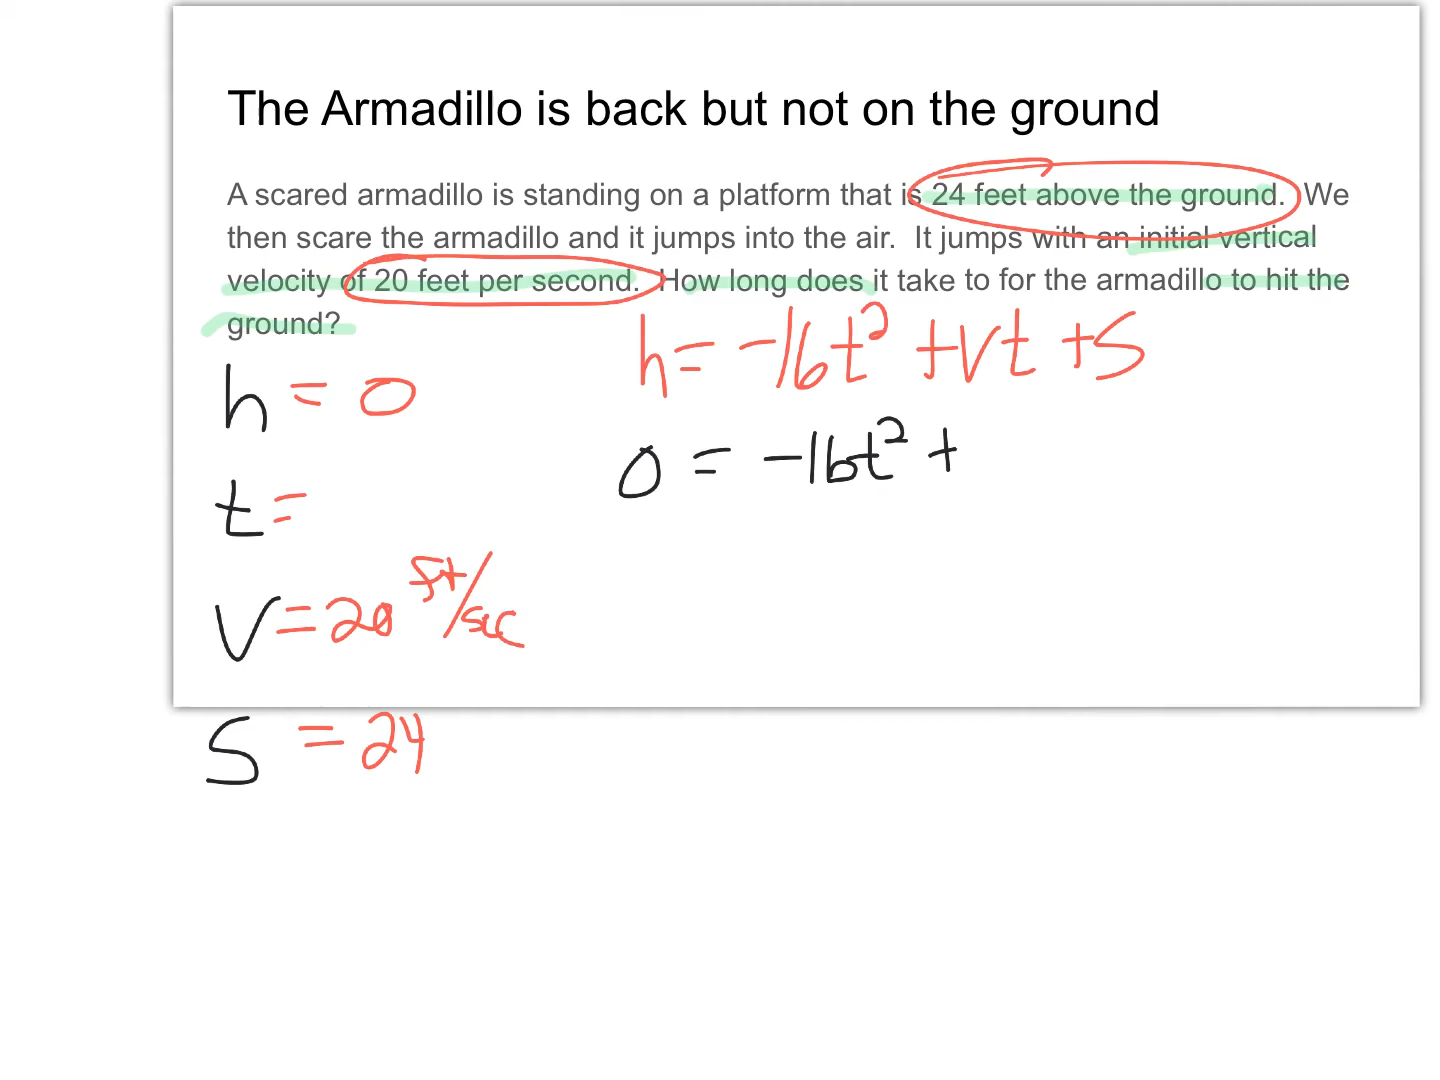 The Armadillo is back but not on the ground
A scared armadillo is standing on a platform that is 24 feet above the ground. We
then scare the armadillo and it jumps into the air. It jumps with an initial vertical
velocity of 20 feet per second. How long does it take to for the armadillo to hit the
ground?
h = -16t² + vt + s
h = 0
0 = -16t² +
t =
v = 20 ft/sec
s = 24